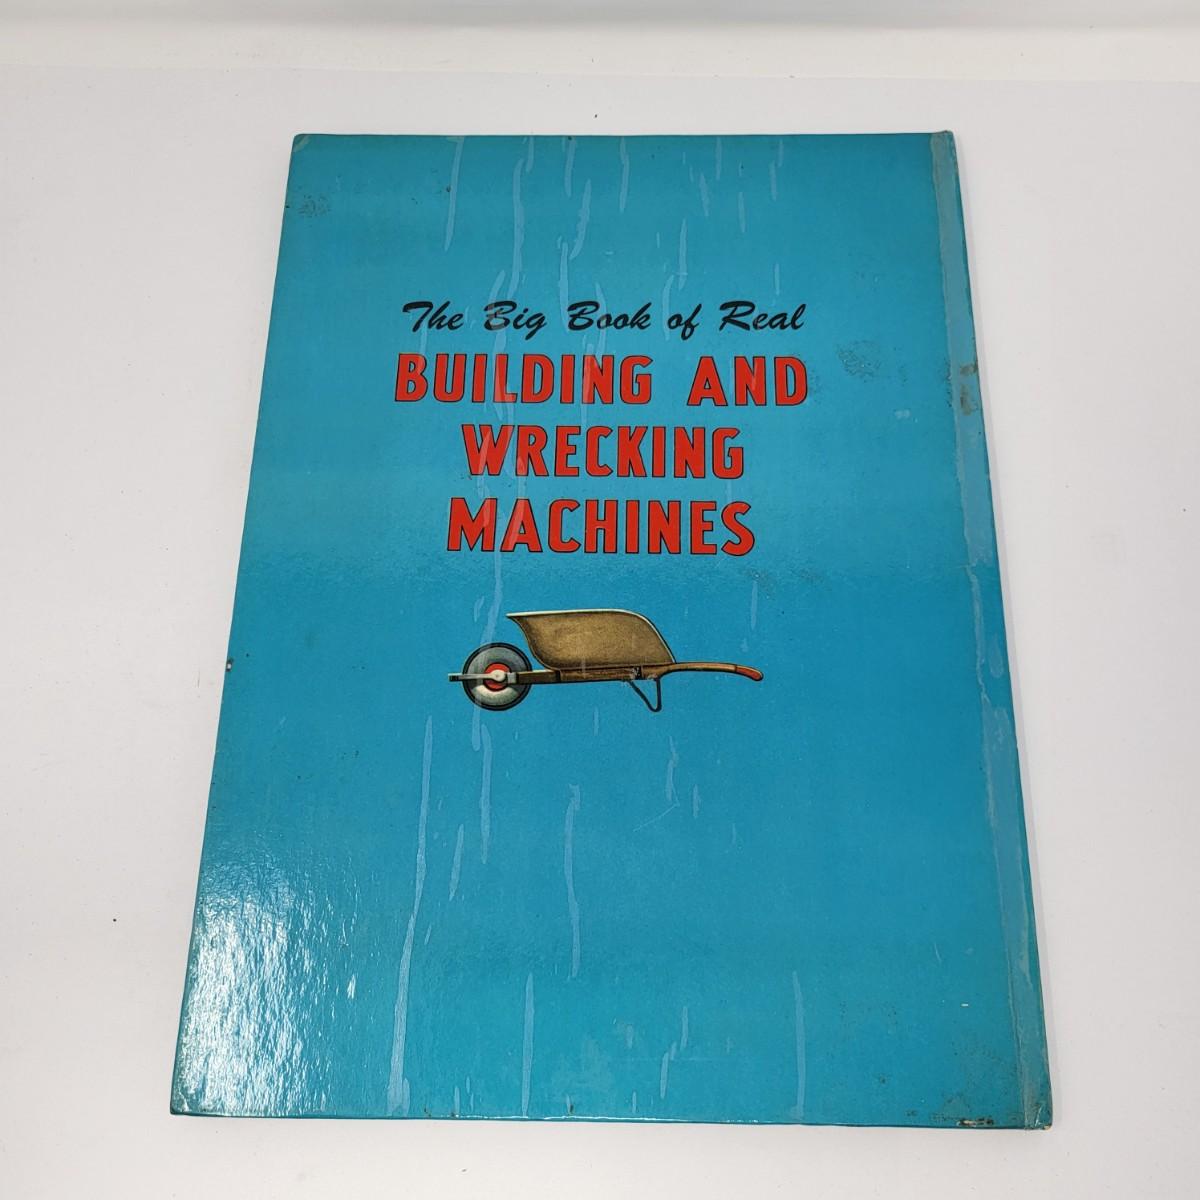 The Big Book of Real
BUILDING AND
WRECKING
MACHINES